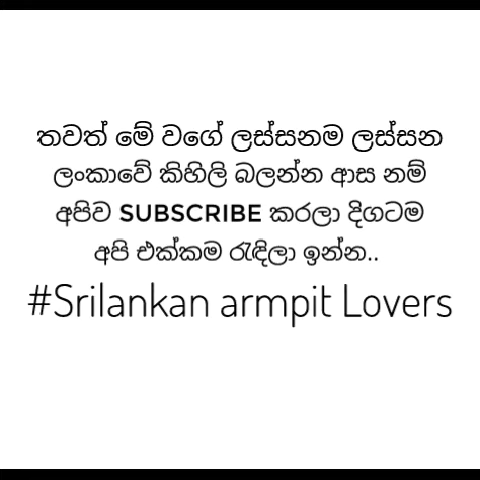 තවත් මේ වගේ ලස්සනම ලස්සන
ලංකාවේ කිහිලි බලන්න ආස නම්
අපිව SUBSCRIBE කරලා දිගටම
අපි එක්කම රැඳිලා ඉන්න..
#Srilankan armpit Lovers